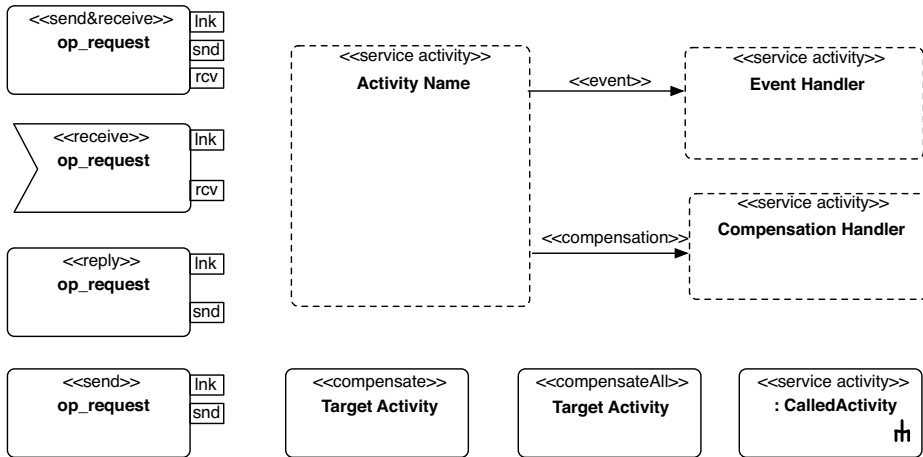 <<send&receive>>
op_request
lnk
snd
rcv
<<receive>>
op_request
lnk
rcv
<<reply>>
op_request
lnk
snd
<<send>>
op_request
lnk
snd
<<service activity>>
Activity Name
<<event>>
<<service activity>>
Event Handler
<<compensation>>
<<service activity>>
Compensation Handler
<<compensate>>
Target Activity
<<compensateAll>>
Target Activity
<<service activity>>
: CalledActivity